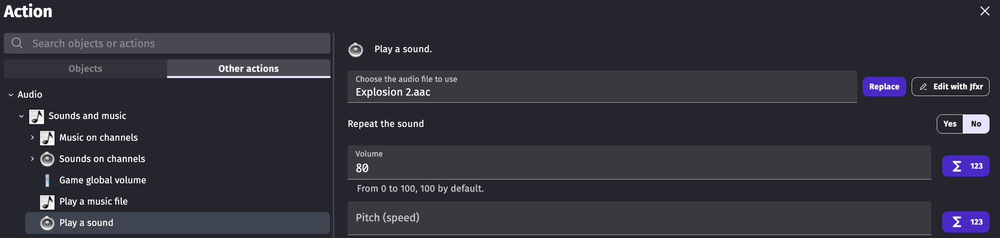 Action
Search objects or actions
Objects
Other actions
Audio
Sounds and music
Music on channels
Sounds on channels
Game global volume
Play a music file
Play a sound
Play a sound.
Choose the audio file to use
Explosion 2.aac
Replace
Edit with Jfxr
Repeat the sound
Yes
No
Volume
80
Σ 123
From 0 to 100, 100 by default.
Pitch (speed)
Σ 123